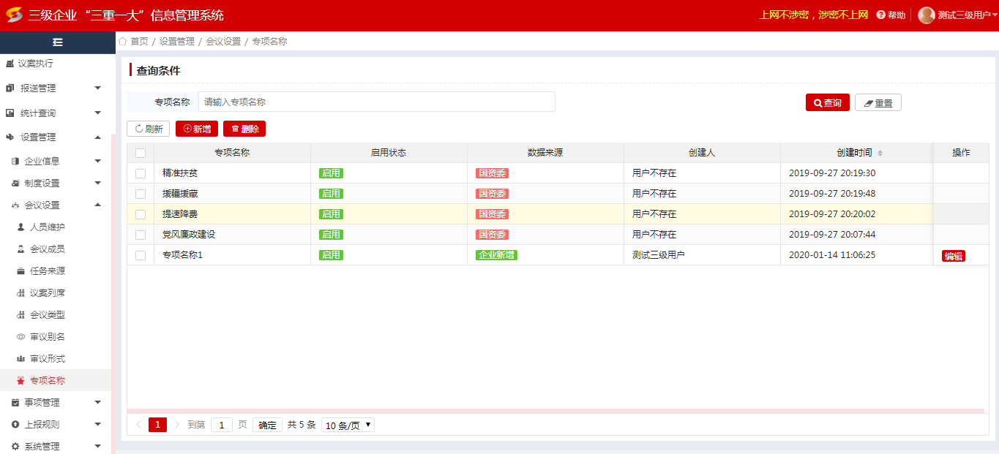 三级企业“三重一大”信息管理系统
上网不涉密，涉密不上网 帮助 测试三级用户
首页 / 设置管理 / 会议设置 / 专项名称
议案执行
报送管理
统计查询
设置管理
企业信息
制度设置
会议设置
人员维护
会议成员
任务来源
议案列席
会议类型
审议别名
审议形式
专项名称
事项管理
上报规则
系统管理
查询条件
专项名称 请输入专项名称 查询 重置
刷新 新增 删除
专项名称 启用状态 数据来源 创建人 创建时间 操作
精准扶贫 启用 国资委 用户不存在 2019-09-27 20:19:30
援疆援藏 启用 国资委 用户不存在 2019-09-27 20:19:48
提速降费 启用 国资委 用户不存在 2019-09-27 20:20:02
党风廉政建设 启用 国资委 用户不存在 2019-09-27 20:07:44
专项名称1 启用 企业新增 测试三级用户 2020-01-14 11:06:25 编辑
1 到第 1 页 确定 共 5 条 10 条/页